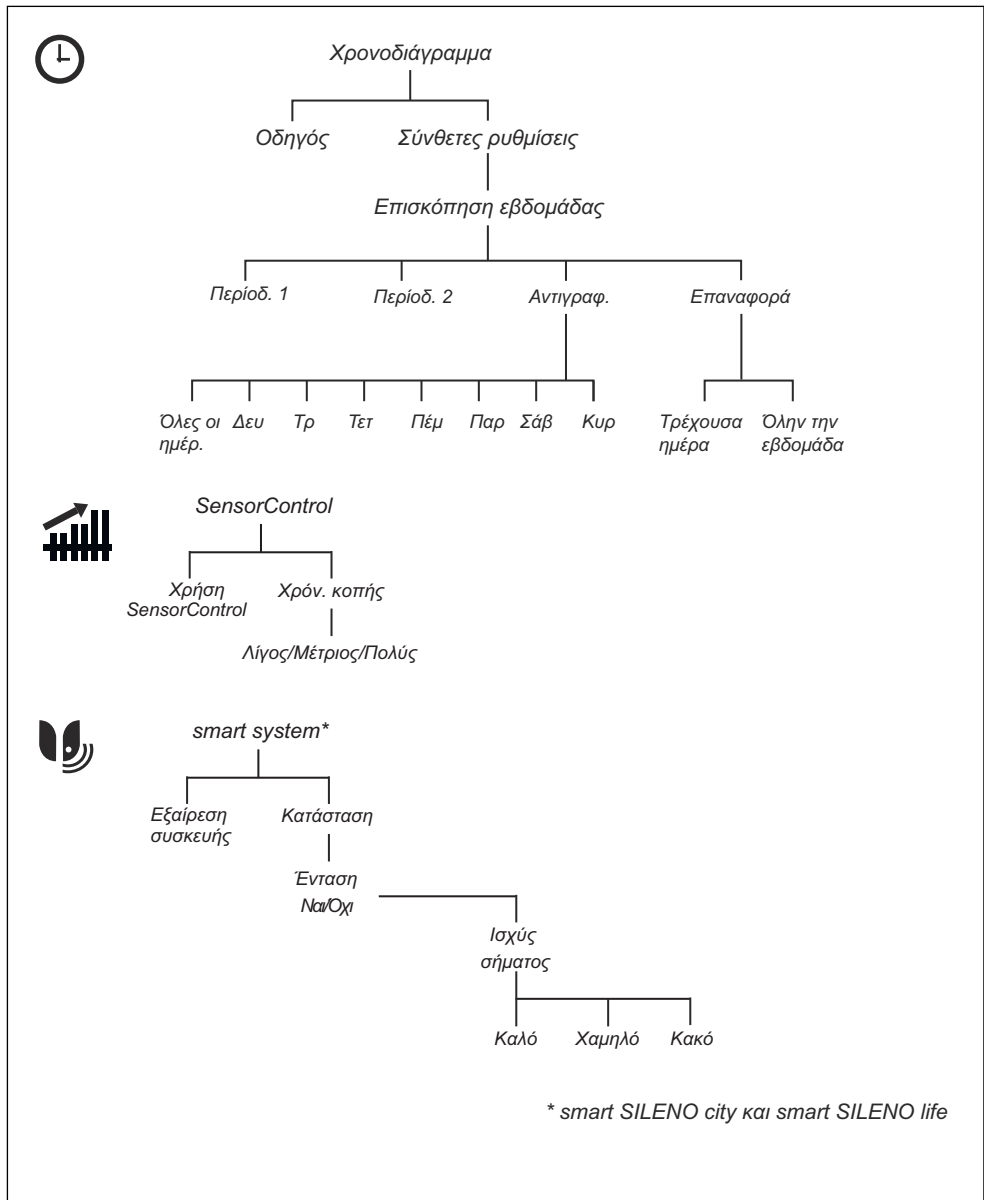 Χρονοδιάγραμμα
Οδηγός
Σύνθετες ρυθμίσεις
Επισκόπηση εβδομάδας
Περίοδ. 1
Περίοδ. 2
Αντιγραφ.
Επαναφορά
Όλες οι
ημέρ.
Δευ
Τρ
Τετ
Πέμ
Παρ
Σάβ
Κυρ
Τρέχουσα
ημέρα
Όλην την
εβδομάδα
SensorControl
Χρήση
SensorControl
Χρόν. κοπής
Λίγος/Μέτριος/Πολύς
smart system*
Εξαίρεση
συσκευής
Κατάσταση
Ένταση
Ναι/Όχι
Ισχύς
σήματος
Καλό
Χαμηλό
Κακό
* smart SILENO city και smart SILENO life